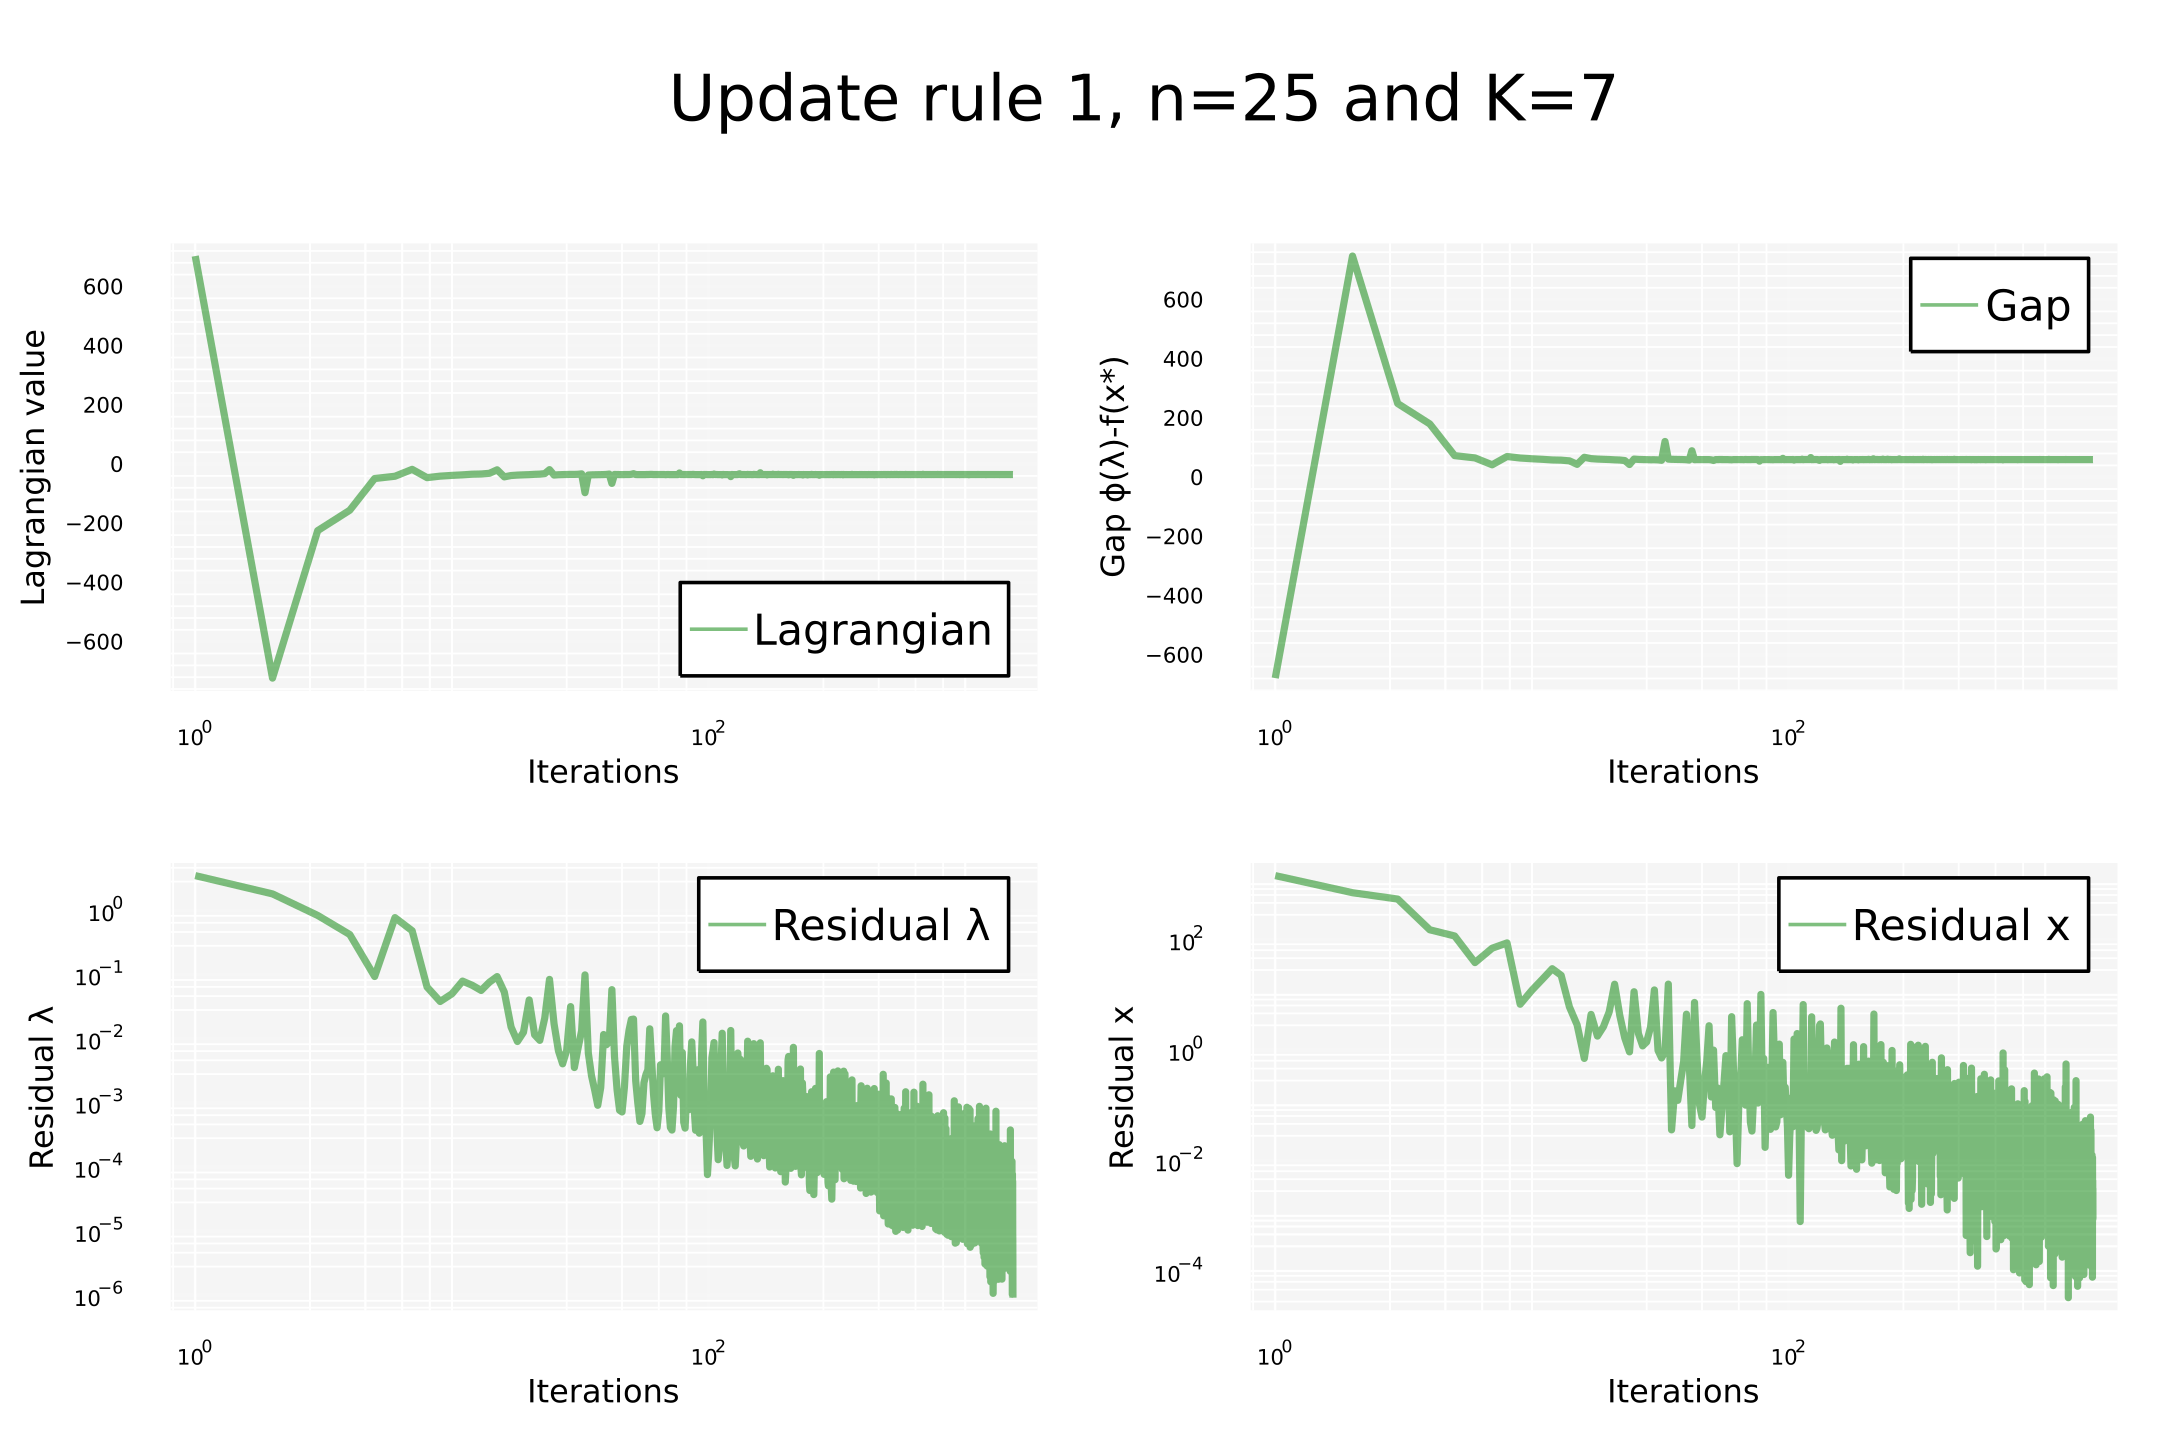 Update rule 1, n=25 and K=7
Lagrangian value
600
400
200
0
−200
−400
−600
Lagrangian
10^0
10^2
Iterations
Gap ϕ(λ)-f(x*)
600
400
200
0
−200
−400
−600
Gap
10^0
10^2
Iterations
Residual λ
10^0
10^−1
10^−2
10^−3
10^−4
10^−5
10^−6
Residual λ
10^0
10^2
Iterations
Residual x
10^2
10^0
10^−2
10^−4
Residual x
10^0
10^2
Iterations